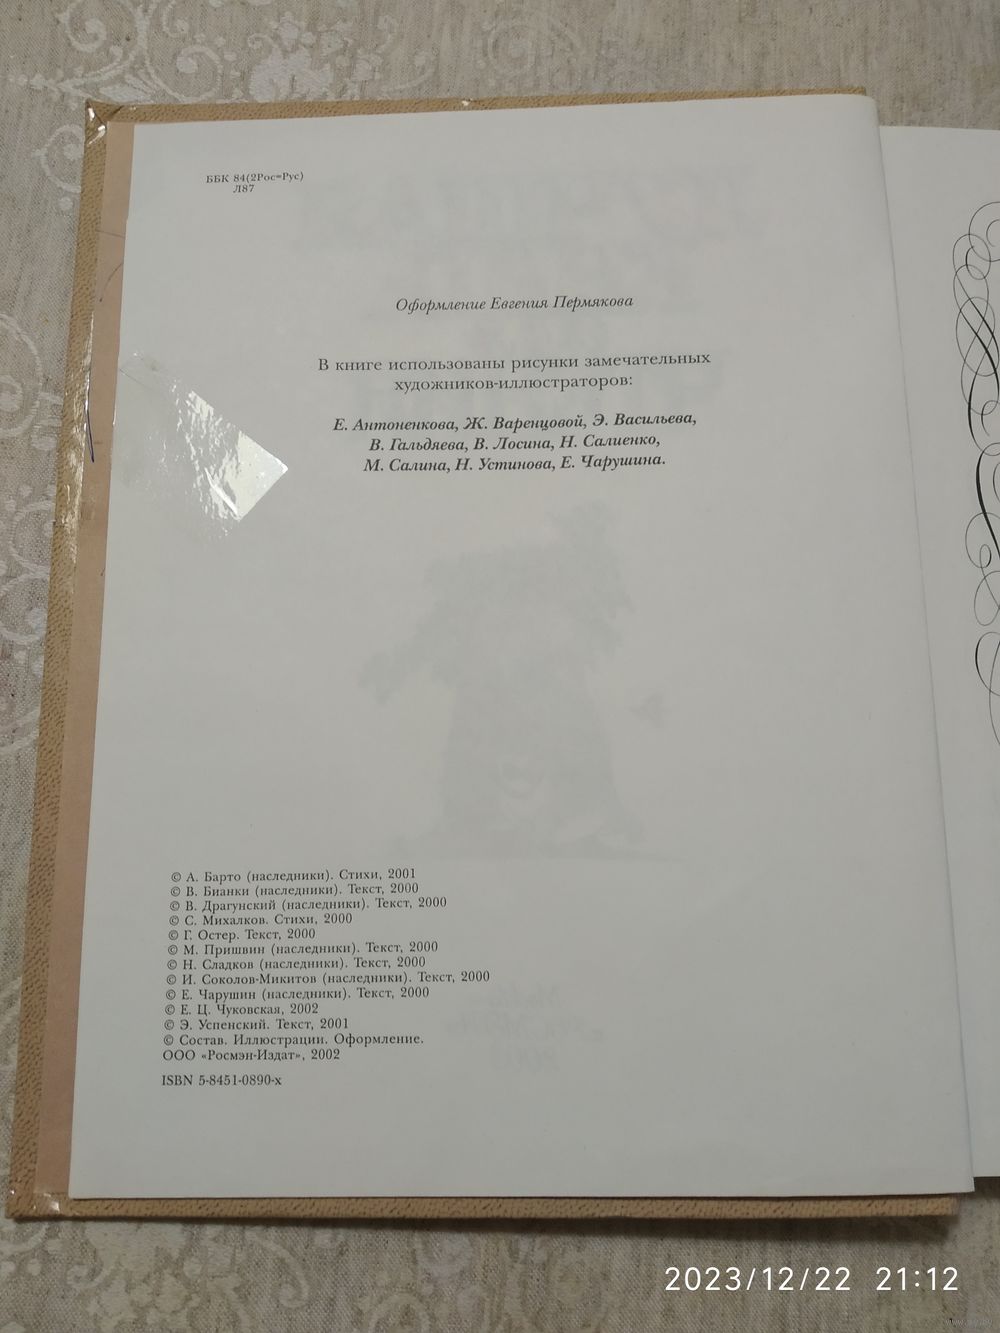 ББК 84(2Рос=Рус)
Л87
Оформление Евгения Пермякова
В книге использованы рисунки замечательных
художников-иллюстраторов:
Е. Антоненкова, Ж. Варенцовой, Э. Васильева,
В. Гальдяева, В. Лосина, Н. Салиенко,
М. Салина, Н. Устинова, Е. Чарушина.
© А. Барто (наследники). Стихи, 2001
© В. Бианки (наследники). Текст, 2000
© В. Драгунский (наследники). Текст, 2000
© С. Михалков. Стихи, 2000
© Г. Остер. Текст, 2000
© М. Пришвин (наследники). Текст, 2000
© Н. Сладков (наследники). Текст, 2000
© И. Соколов-Микитов (наследники). Текст, 2000
© Е. Чарушин (наследники). Текст, 2000
© Е. Ц. Чуковская, 2002
© Э. Успенский. Текст, 2001
© Состав. Иллюстрации. Оформление.
ООО «Росмэн-Издат», 2002
ISBN 5-8451-0890-х
2023/12/22 21:12